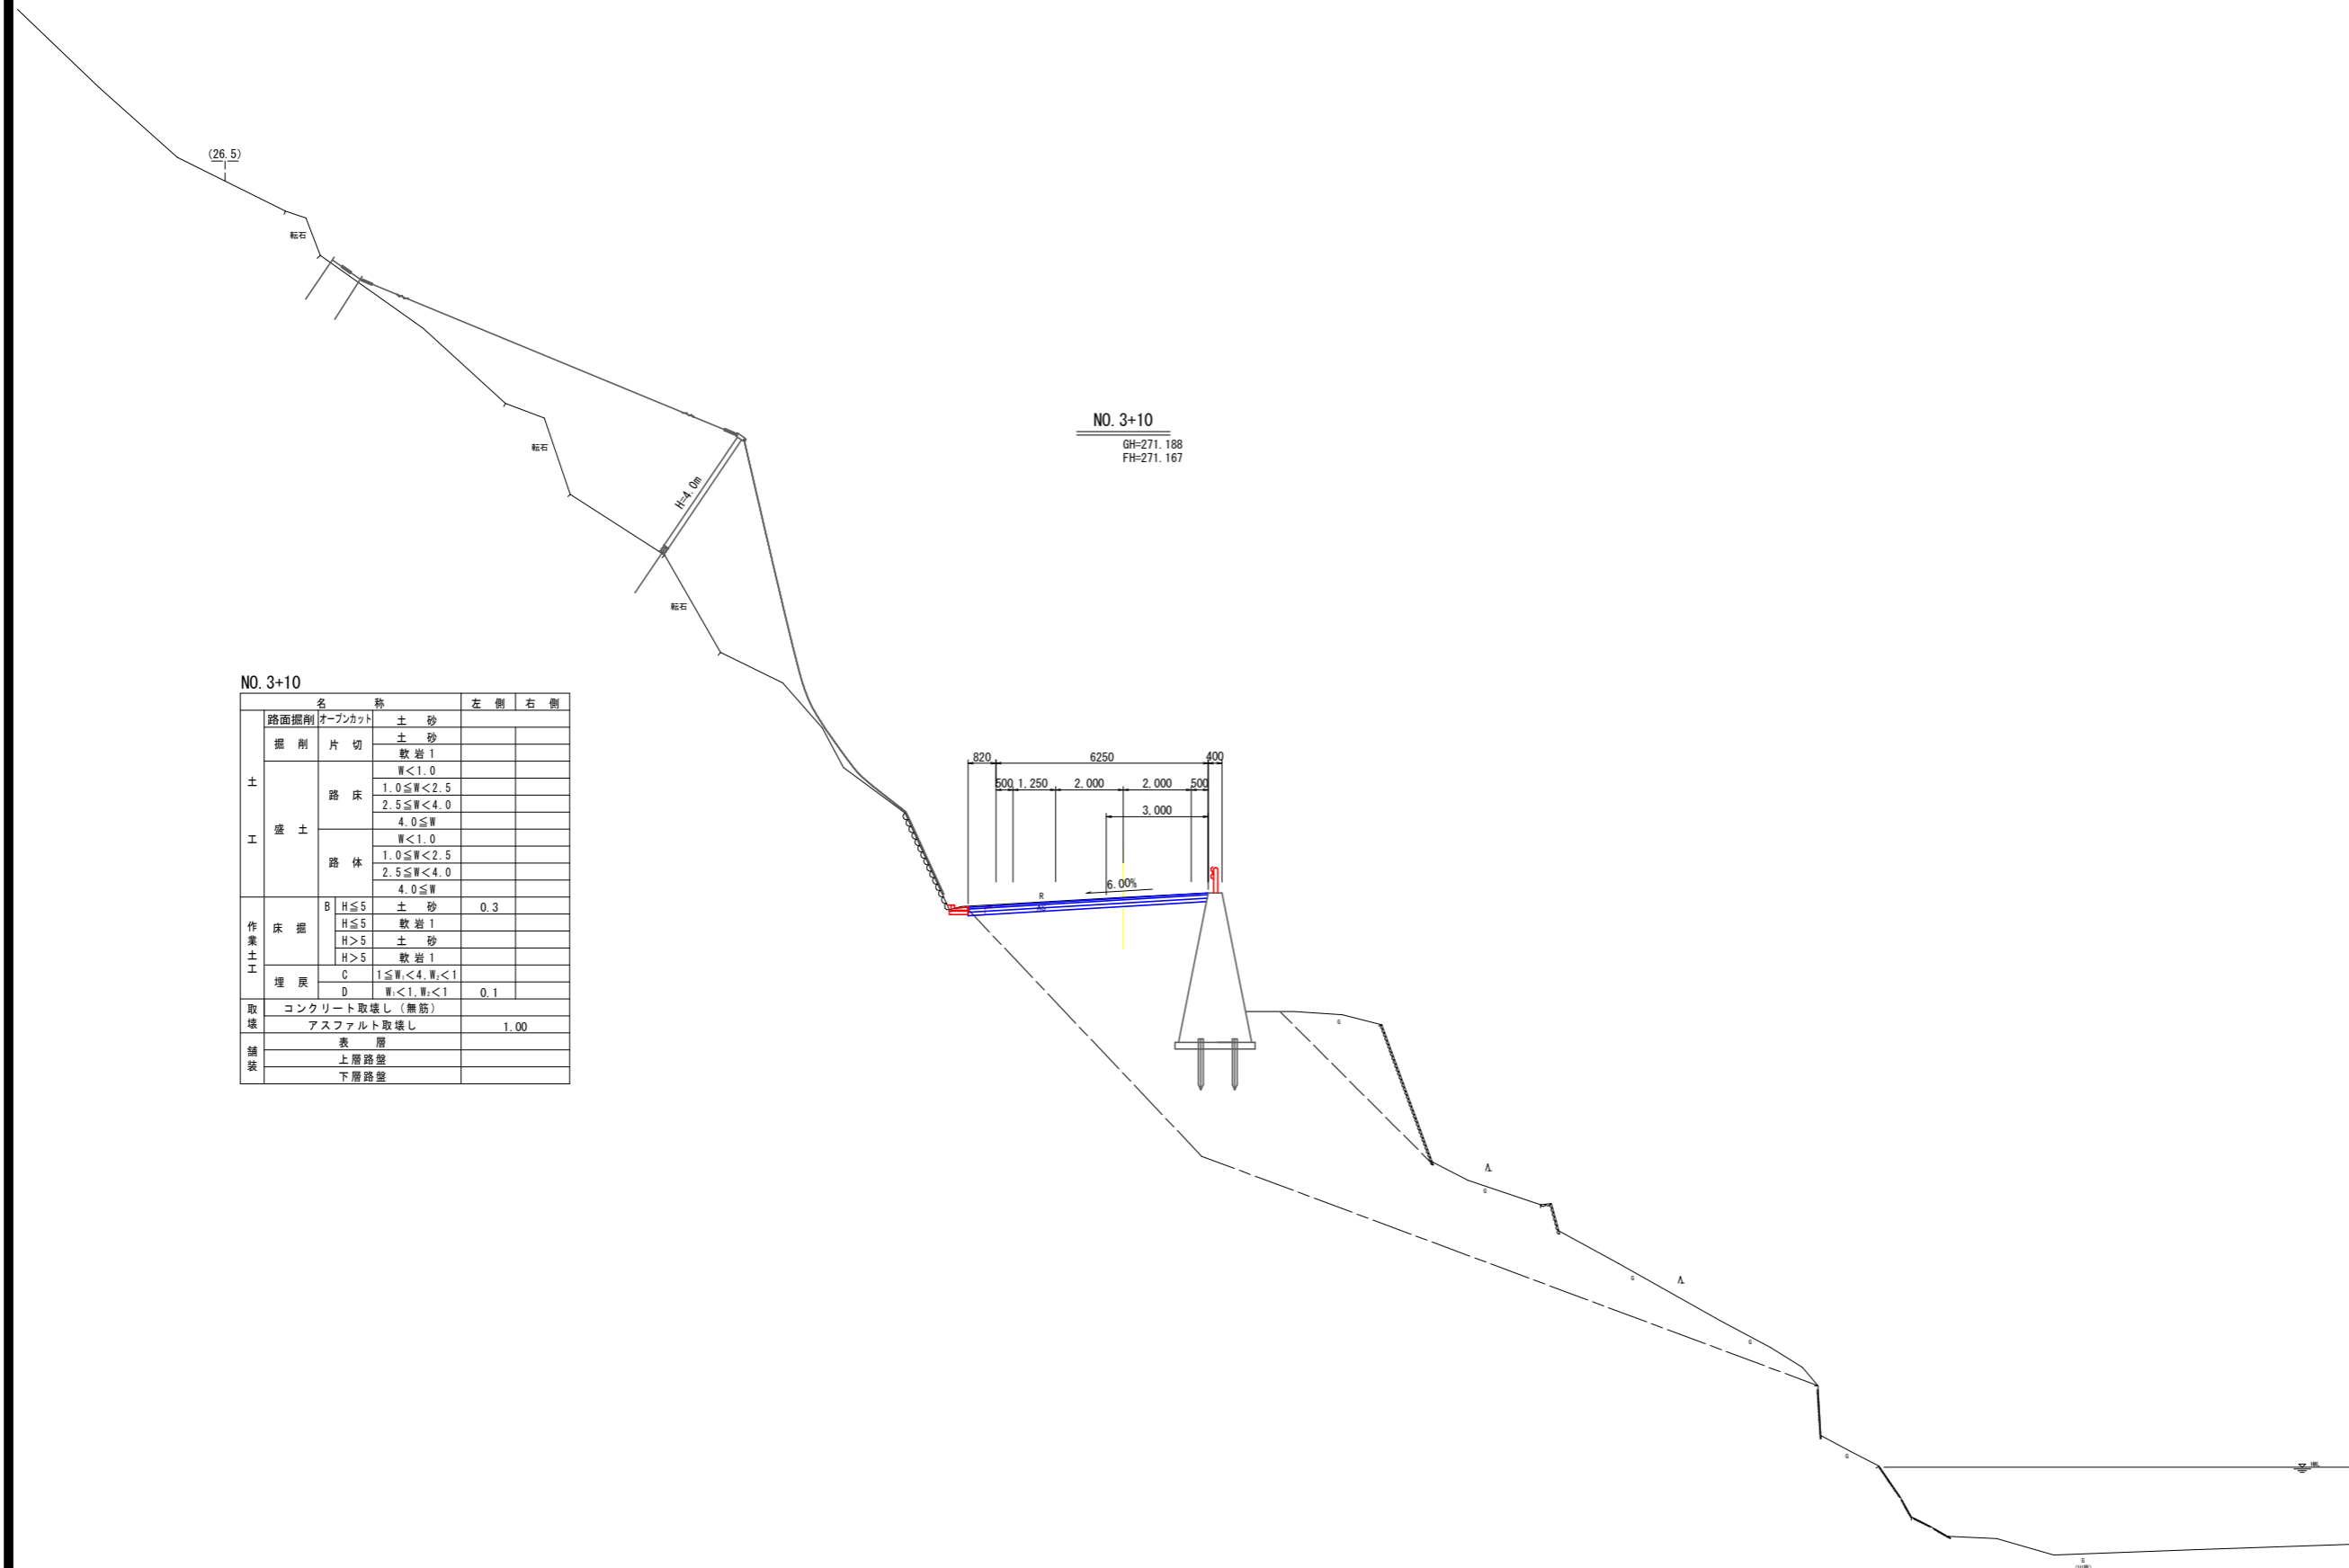 (26.5)
転石
転石
H=4.0m
転石
NO.3+10
GH=271.188
FH=271.167
NO.3+10
名 称 左 側 右 側
土 工 路面掘削 オープンカット 土 砂
掘 削 片 切 土 砂
軟 岩 1
盛 土 路 床 W<1.0
1.0≦W<2.5
2.5≦W<4.0
4.0≦W
路 体 W<1.0
1.0≦W<2.5
2.5≦W<4.0
4.0≦W
作業土工 床 掘 B H≦5 土 砂 0.3
H≦5 軟 岩 1
H>5 土 砂
H>5 軟 岩 1
埋 戻 C 1≦W₁<4,W₂<1
D W₁<1,W₂<1 0.1
取壊 コンクリート取壊し(無筋)
アスファルト取壊し 1.00
舗装 表 層
上層路盤
下層路盤
820 6250 400
500 1,250 2,000 2,000 500
3,000
6.00%
R
G
G
G
G
G
G